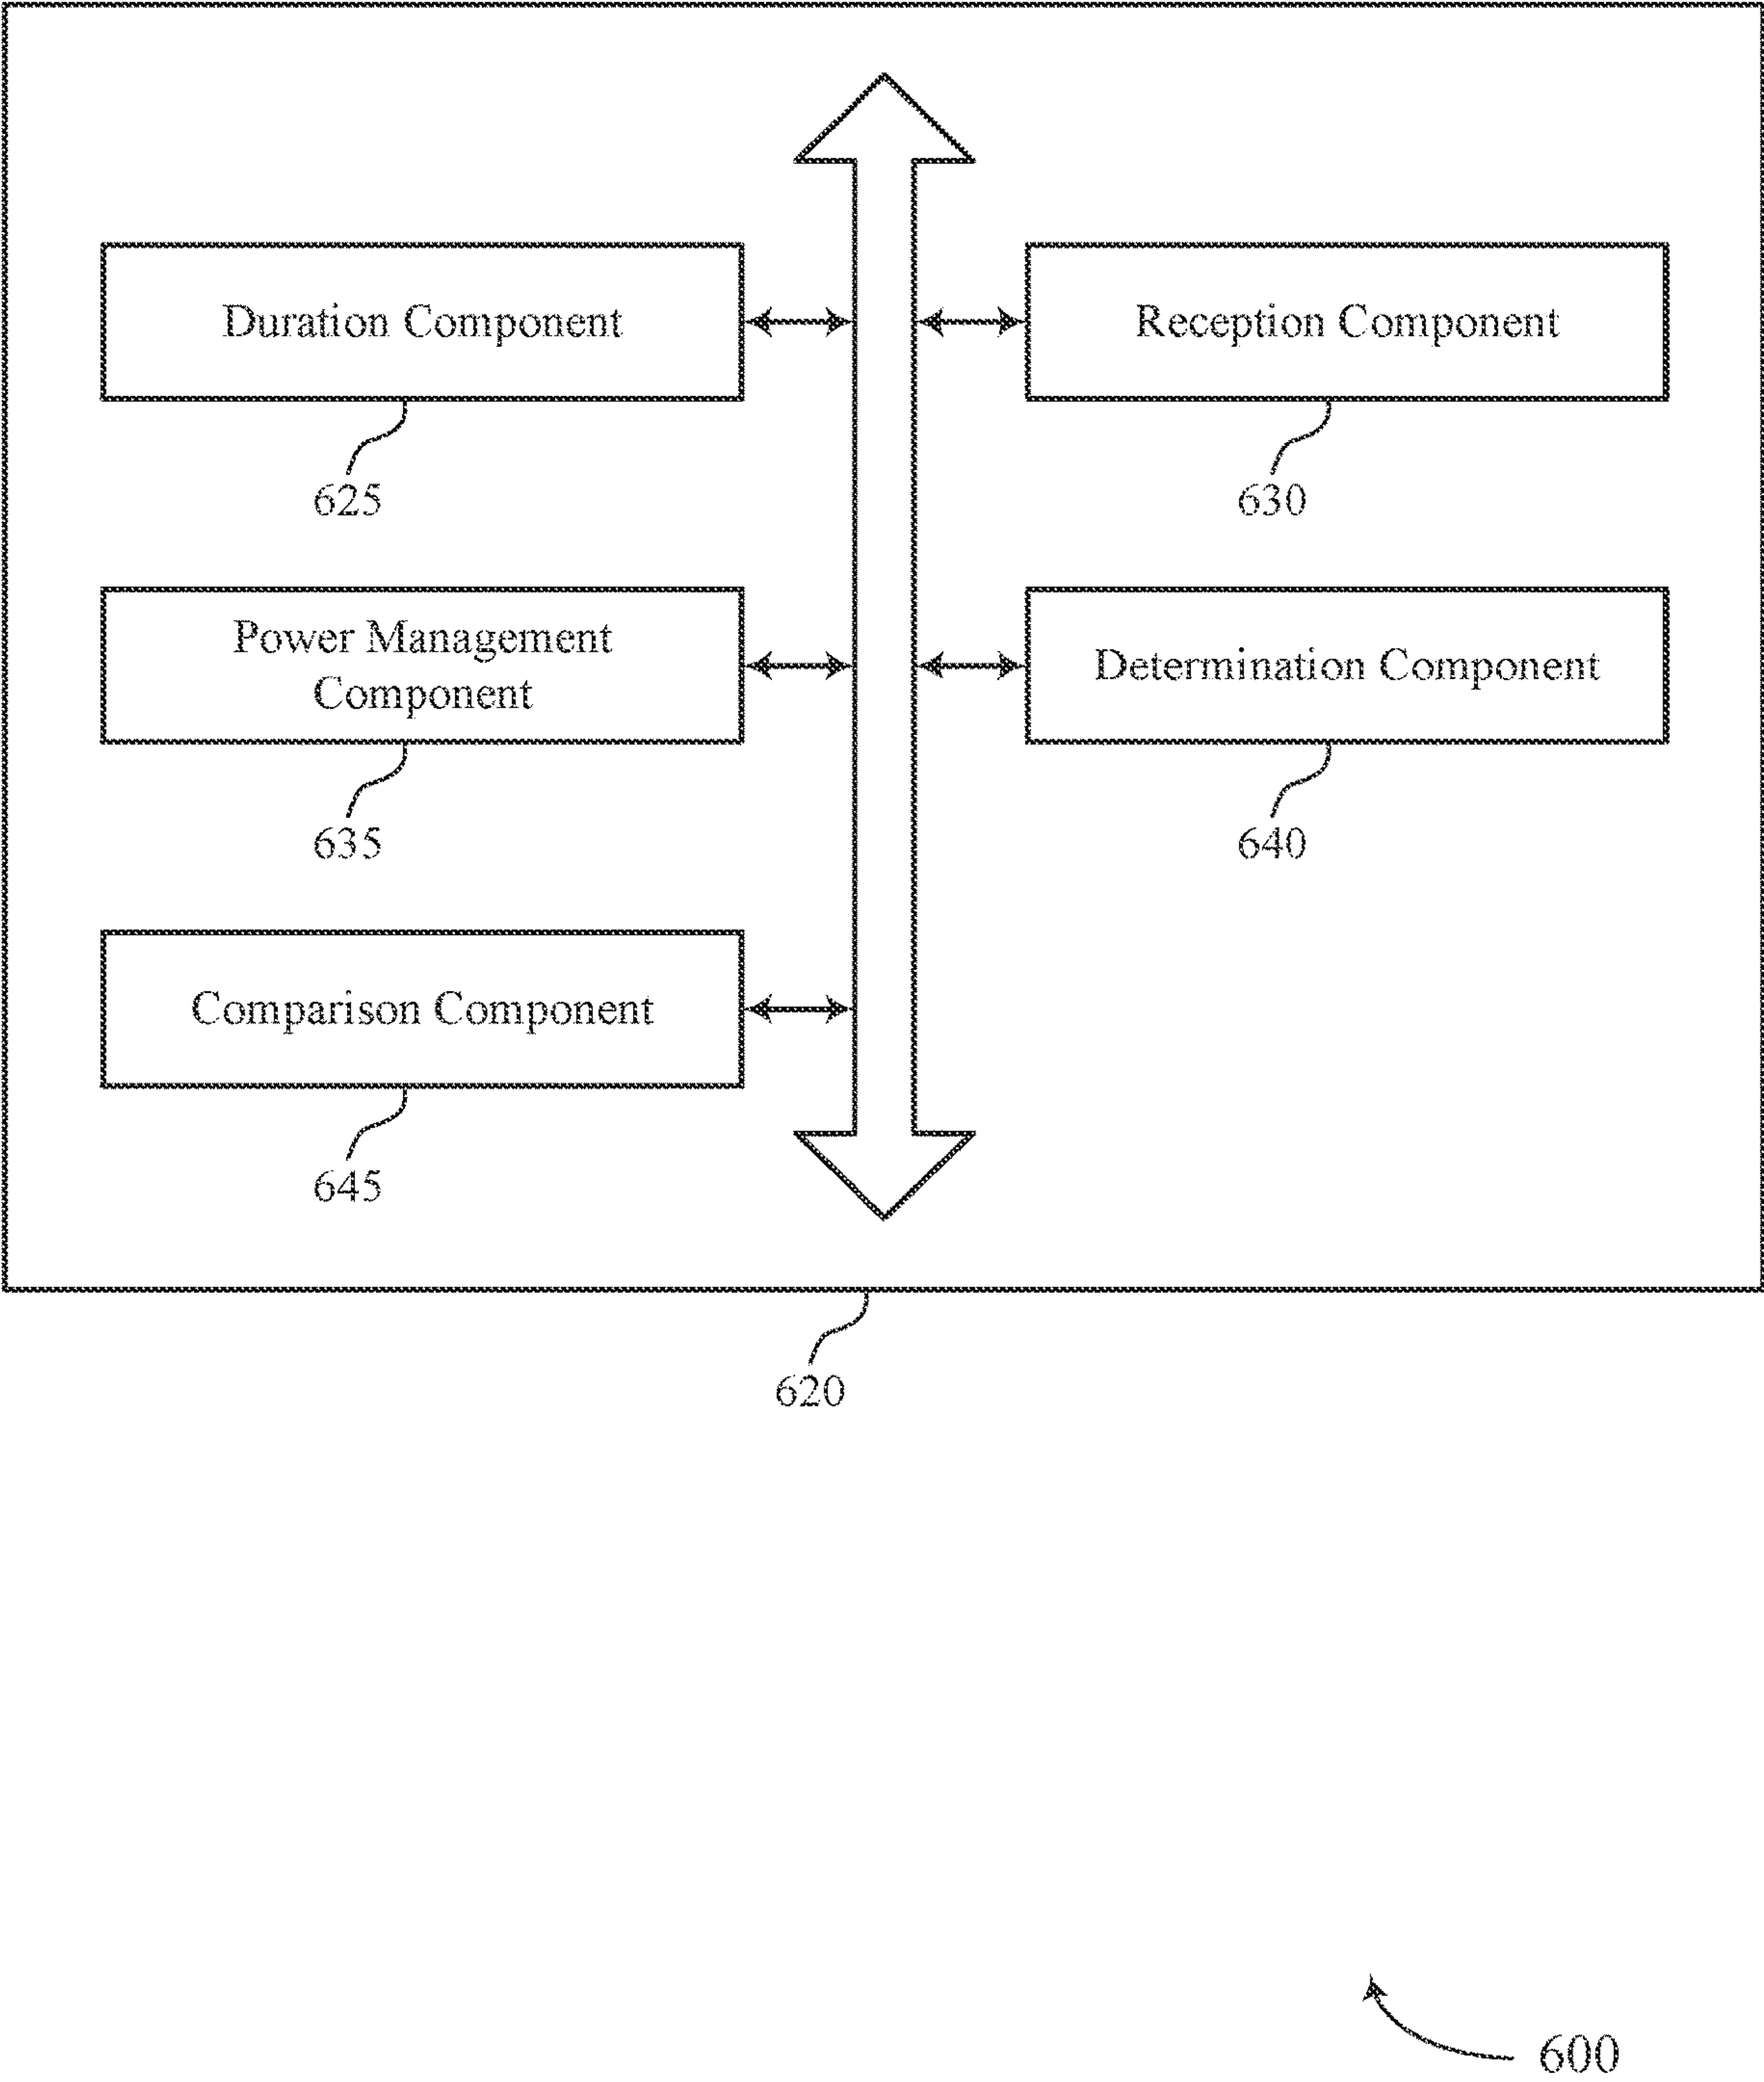 Duration Component
Reception Component
625
630
Power Management
Component
Determination Component
635
640
Comparison Component
645
620
600